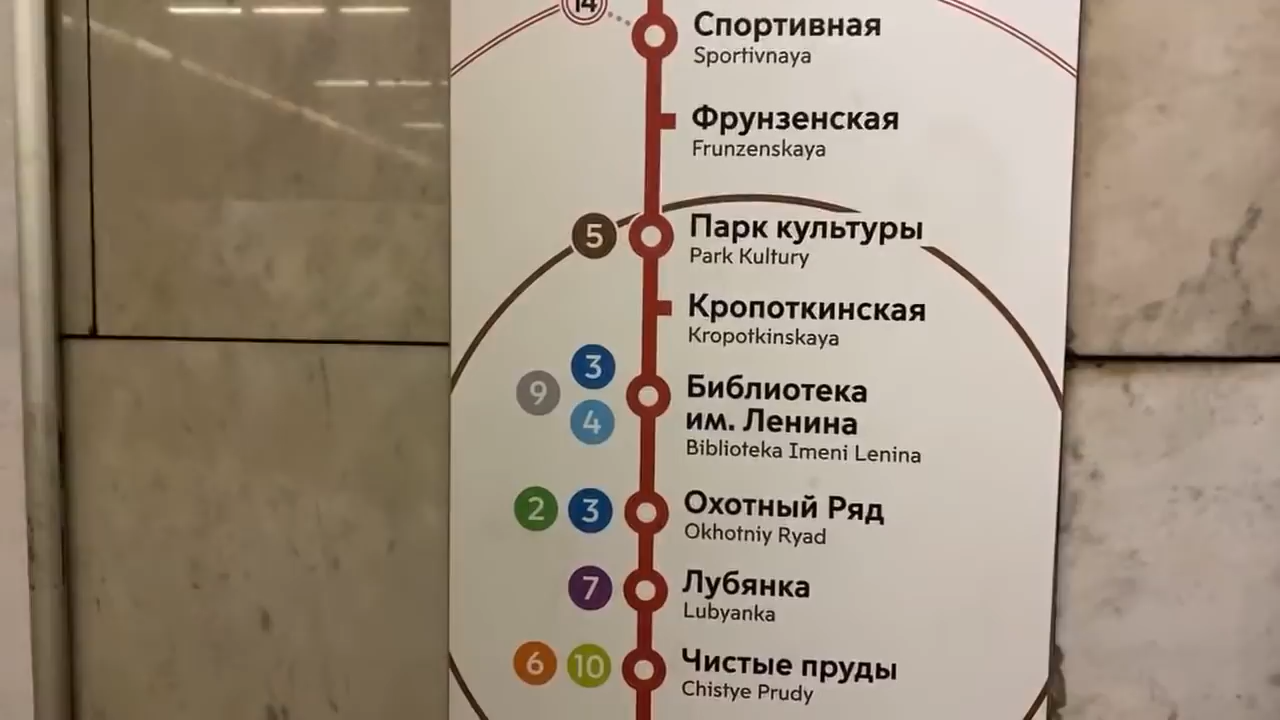 14
Спортивная
Sportivnaya
Фрунзенская
Frunzenskaya
5
Парк культуры
Park Kultury
Кропоткинская
Kropotkinskaya
3
9
4
Библиотека
им. Ленина
Biblioteka Imeni Lenina
2 3
Охотный Ряд
Okhotniy Ryad
7
Лубянка
Lubyanka
6 10
Чистые пруды
Chistye Prudy